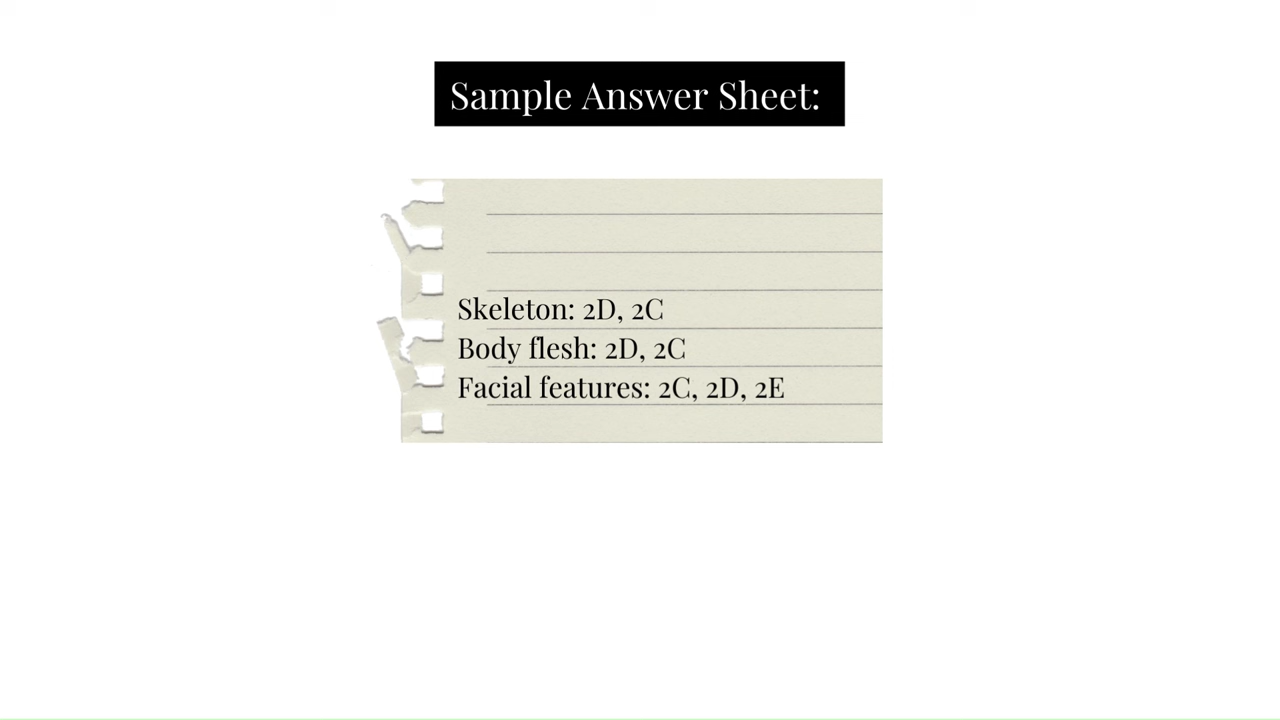 Sample Answer Sheet:
Skeleton: 2D, 2C
Body flesh: 2D, 2C
Facial features: 2C, 2D, 2E